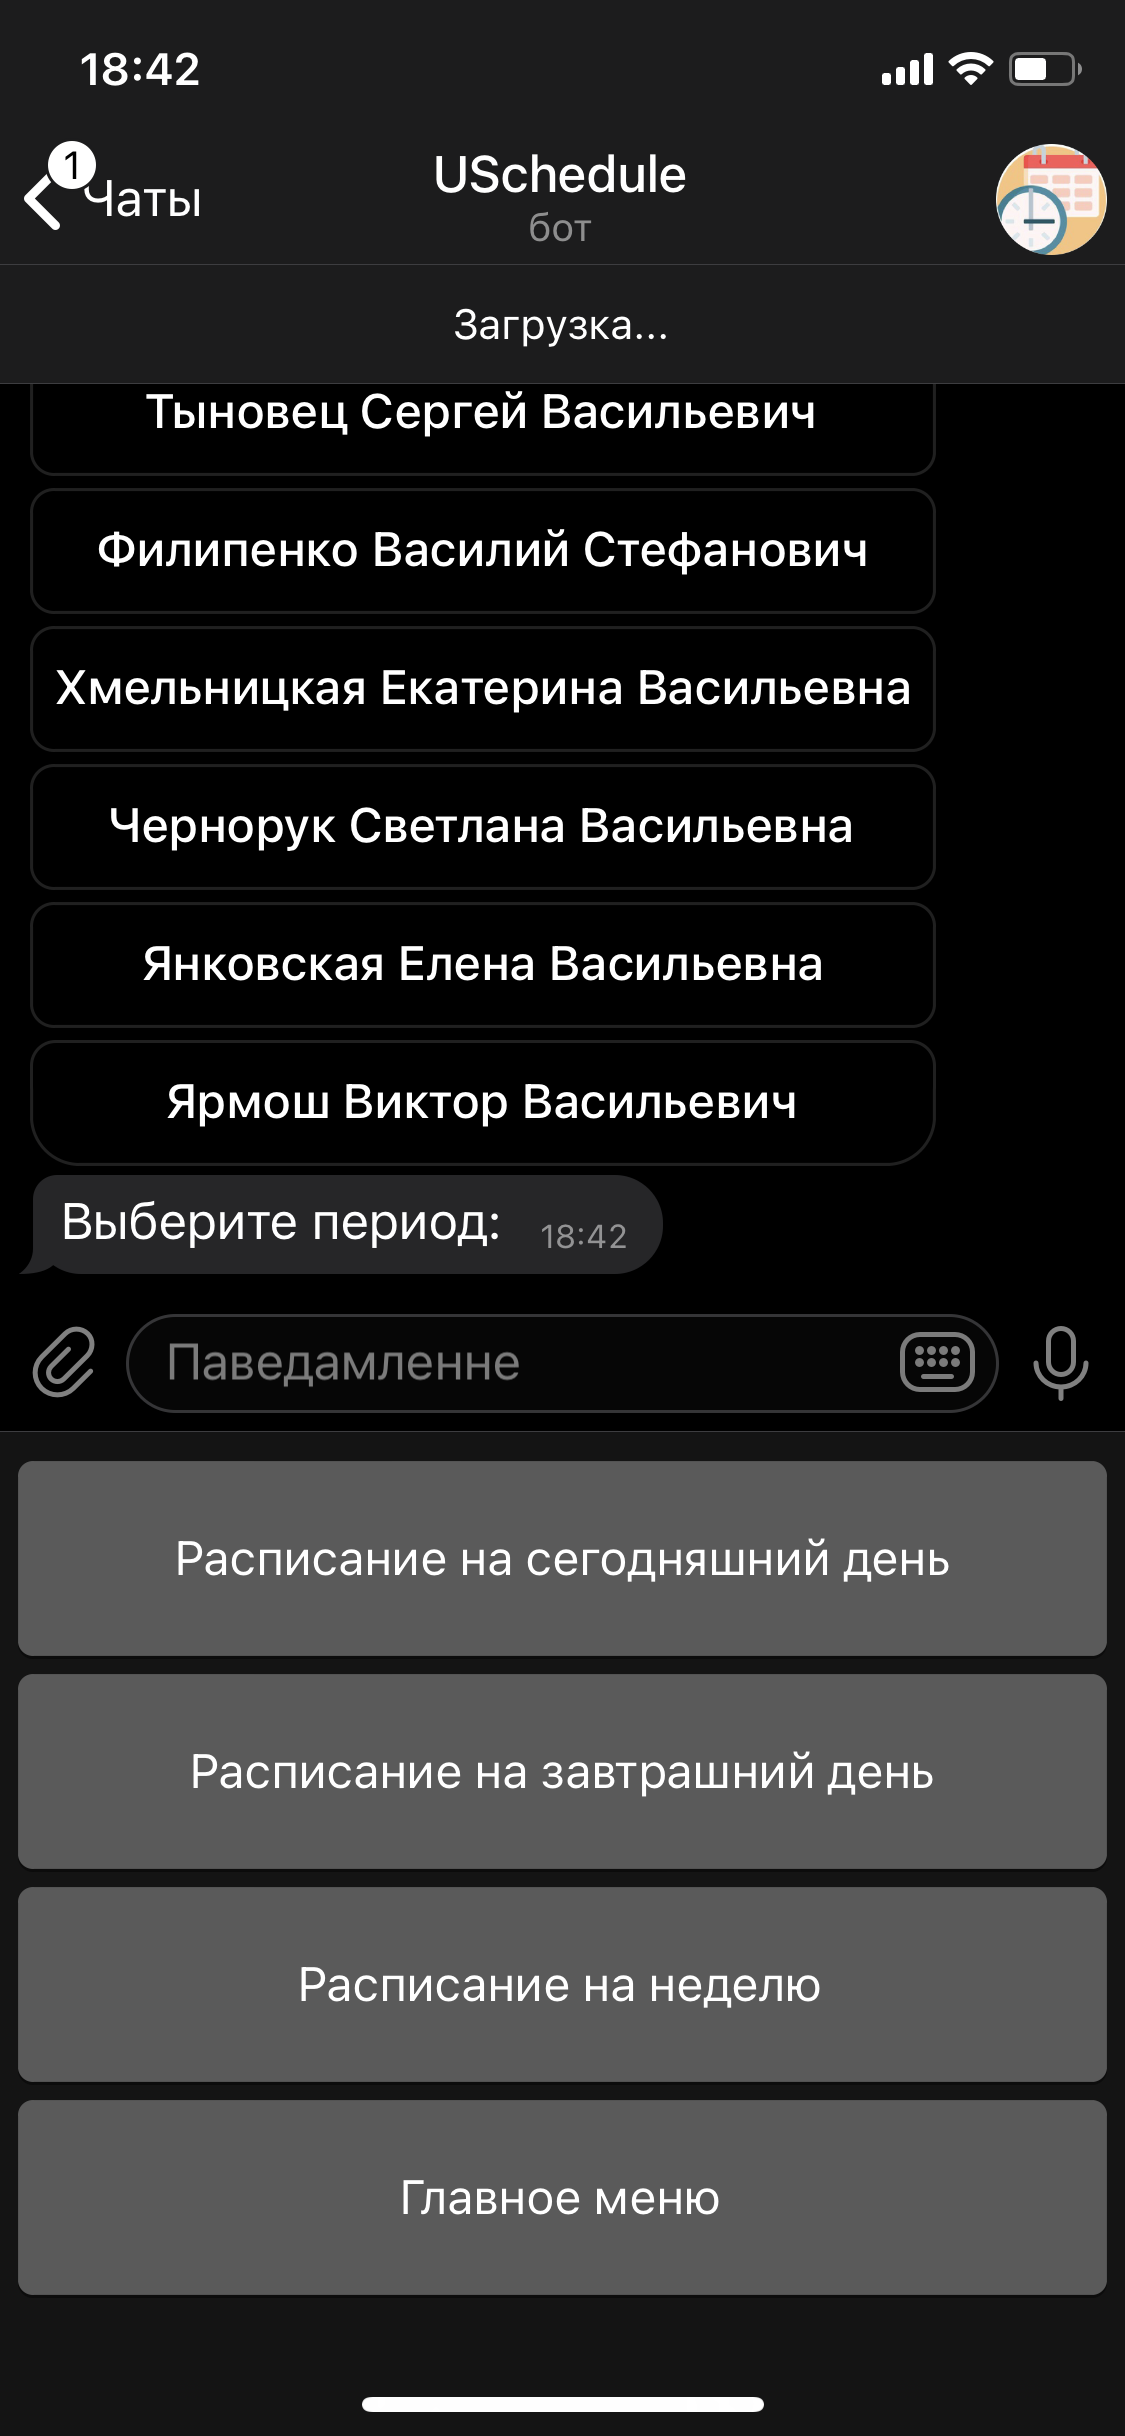 18:42
1
Чаты
USchedule
бот
Загрузка...
Тыновец Сергей Васильевич
Филипенко Василий Стефанович
Хмельницкая Екатерина Васильевна
Чернорук Светлана Васильевна
Янковская Елена Васильевна
Ярмош Виктор Васильевич
Выберите период: 18:42
Паведамленне
Расписание на сегодняшний день
Расписание на завтрашний день
Расписание на неделю
Главное меню